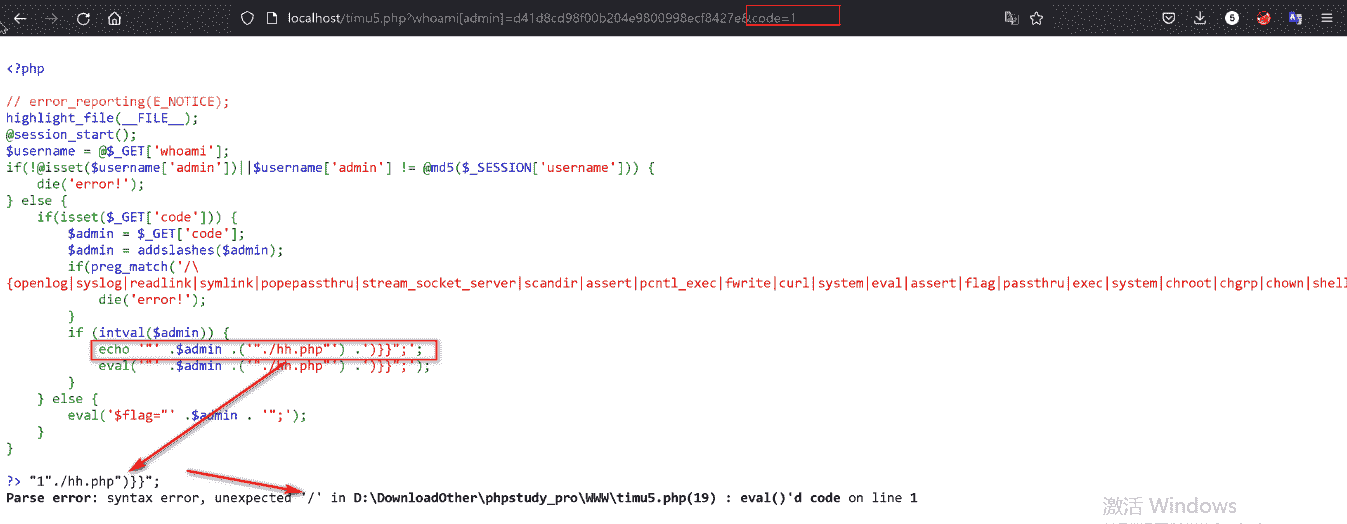 localhost/timu5.php?whoami[admin]=d41d8cd98f00b204e9800998ecf8427e&code=1
<?php
// error_reporting(E_NOTICE);
highlight_file(__FILE__);
@session_start();
$username = @$_GET['whoami'];
if(!@isset($username['admin'])||$username['admin'] != @md5($_SESSION['username'])) {
    die('error!');
} else {
    if(isset($_GET['code'])) {
        $admin = $_GET['code'];
        $admin = addslashes($admin);
        if(preg_match('/\
{openlog|syslog|readlink|symlink|popepassthru|stream_socket_server|scandir|assert|pcntl_exec|fwrite|curl|system|eval|assert|flag|passthru|exec|system|chroot|chgrp|chown|shell
            die('error!');
        }
        if (intval($admin)) {
            echo '"' .$admin .('"./hh.php"') .')}}";';
            eval('"' .$admin .('"./hh.php"') .')}}";');
        }
    } else {
        eval('$flag="' .$admin . '";');
    }
}
?> "1"./hh.php")}}";
Parse error: syntax error, unexpected '/' in D:\DownloadOther\phpstudy_pro\WWW\timu5.php(19) : eval()'d code on line 1
激活 Windows